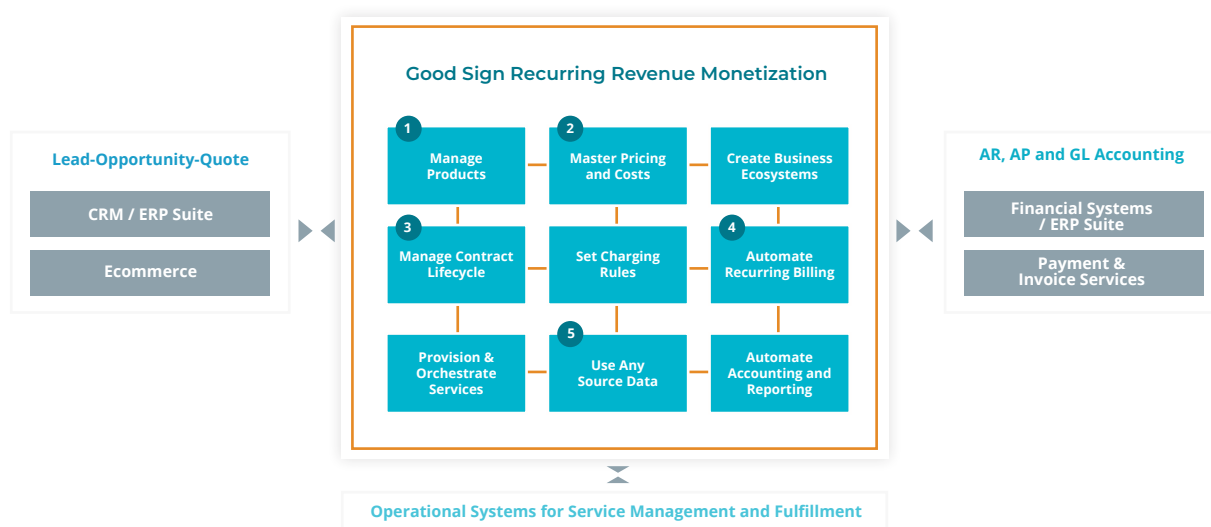 Good Sign Recurring Revenue Monetization
Lead-Opportunity-Quote
CRM / ERP Suite
Ecommerce
1
Manage
Products
2
Master Pricing
and Costs
Create Business
Ecosystems
3
Manage Contract
Lifecycle
Set Charging
Rules
4
Automate
Recurring Billing
Provision &
Orchestrate
Services
5
Use Any
Source Data
Automate
Accounting and
Reporting
AR, AP and GL Accounting
Financial Systems
/ ERP Suite
Payment &
Invoice Services
Operational Systems for Service Management and Fulfillment